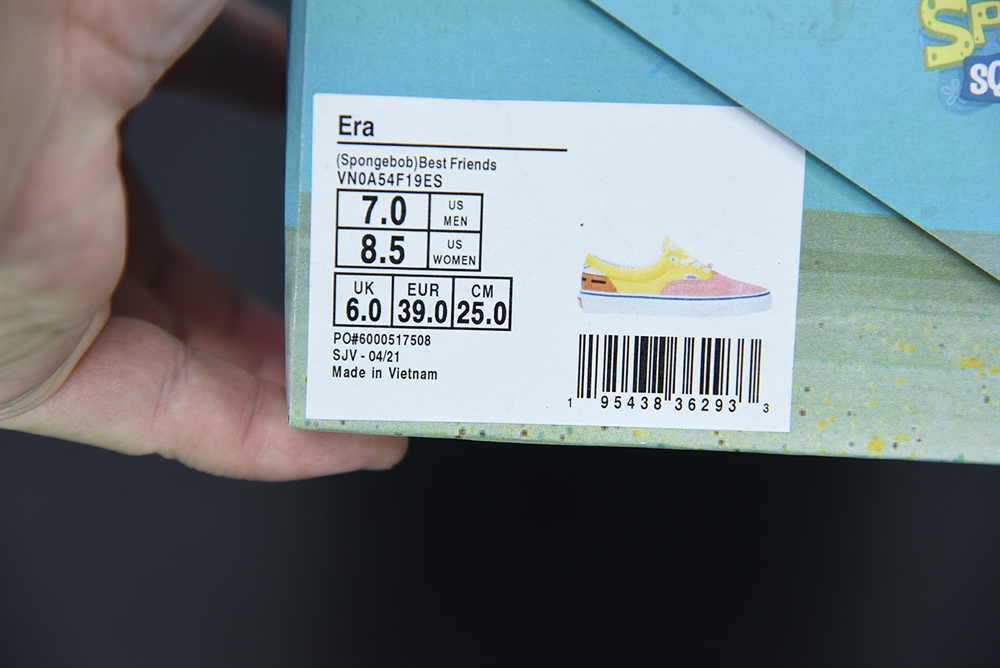 Era
(Spongebob)Best Friends
VN0A54F19ES
7.0 US MEN
8.5 US WOMEN
UK 6.0 EUR 39.0 CM 25.0
PO#6000517508
SJV - 04/21
Made in Vietnam
1 95438 36293 3